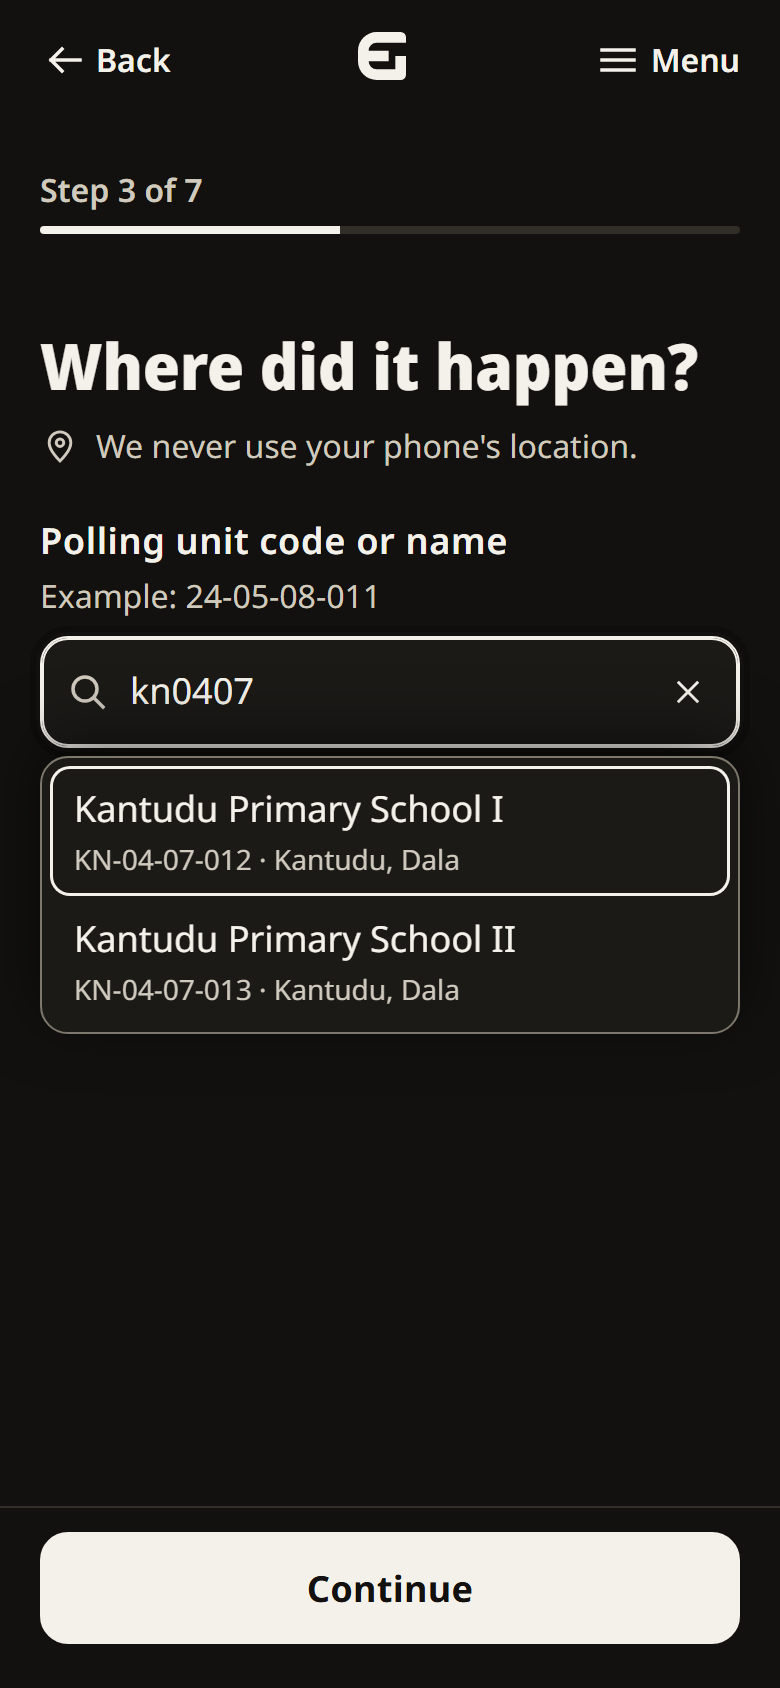 Back
Menu
Step 3 of 7
Where did it happen?
We never use your phone's location.
Polling unit code or name
Example: 24-05-08-011
kn0407
Kantudu Primary School I
KN-04-07-012 · Kantudu, Dala
Kantudu Primary School II
KN-04-07-013 · Kantudu, Dala
Continue